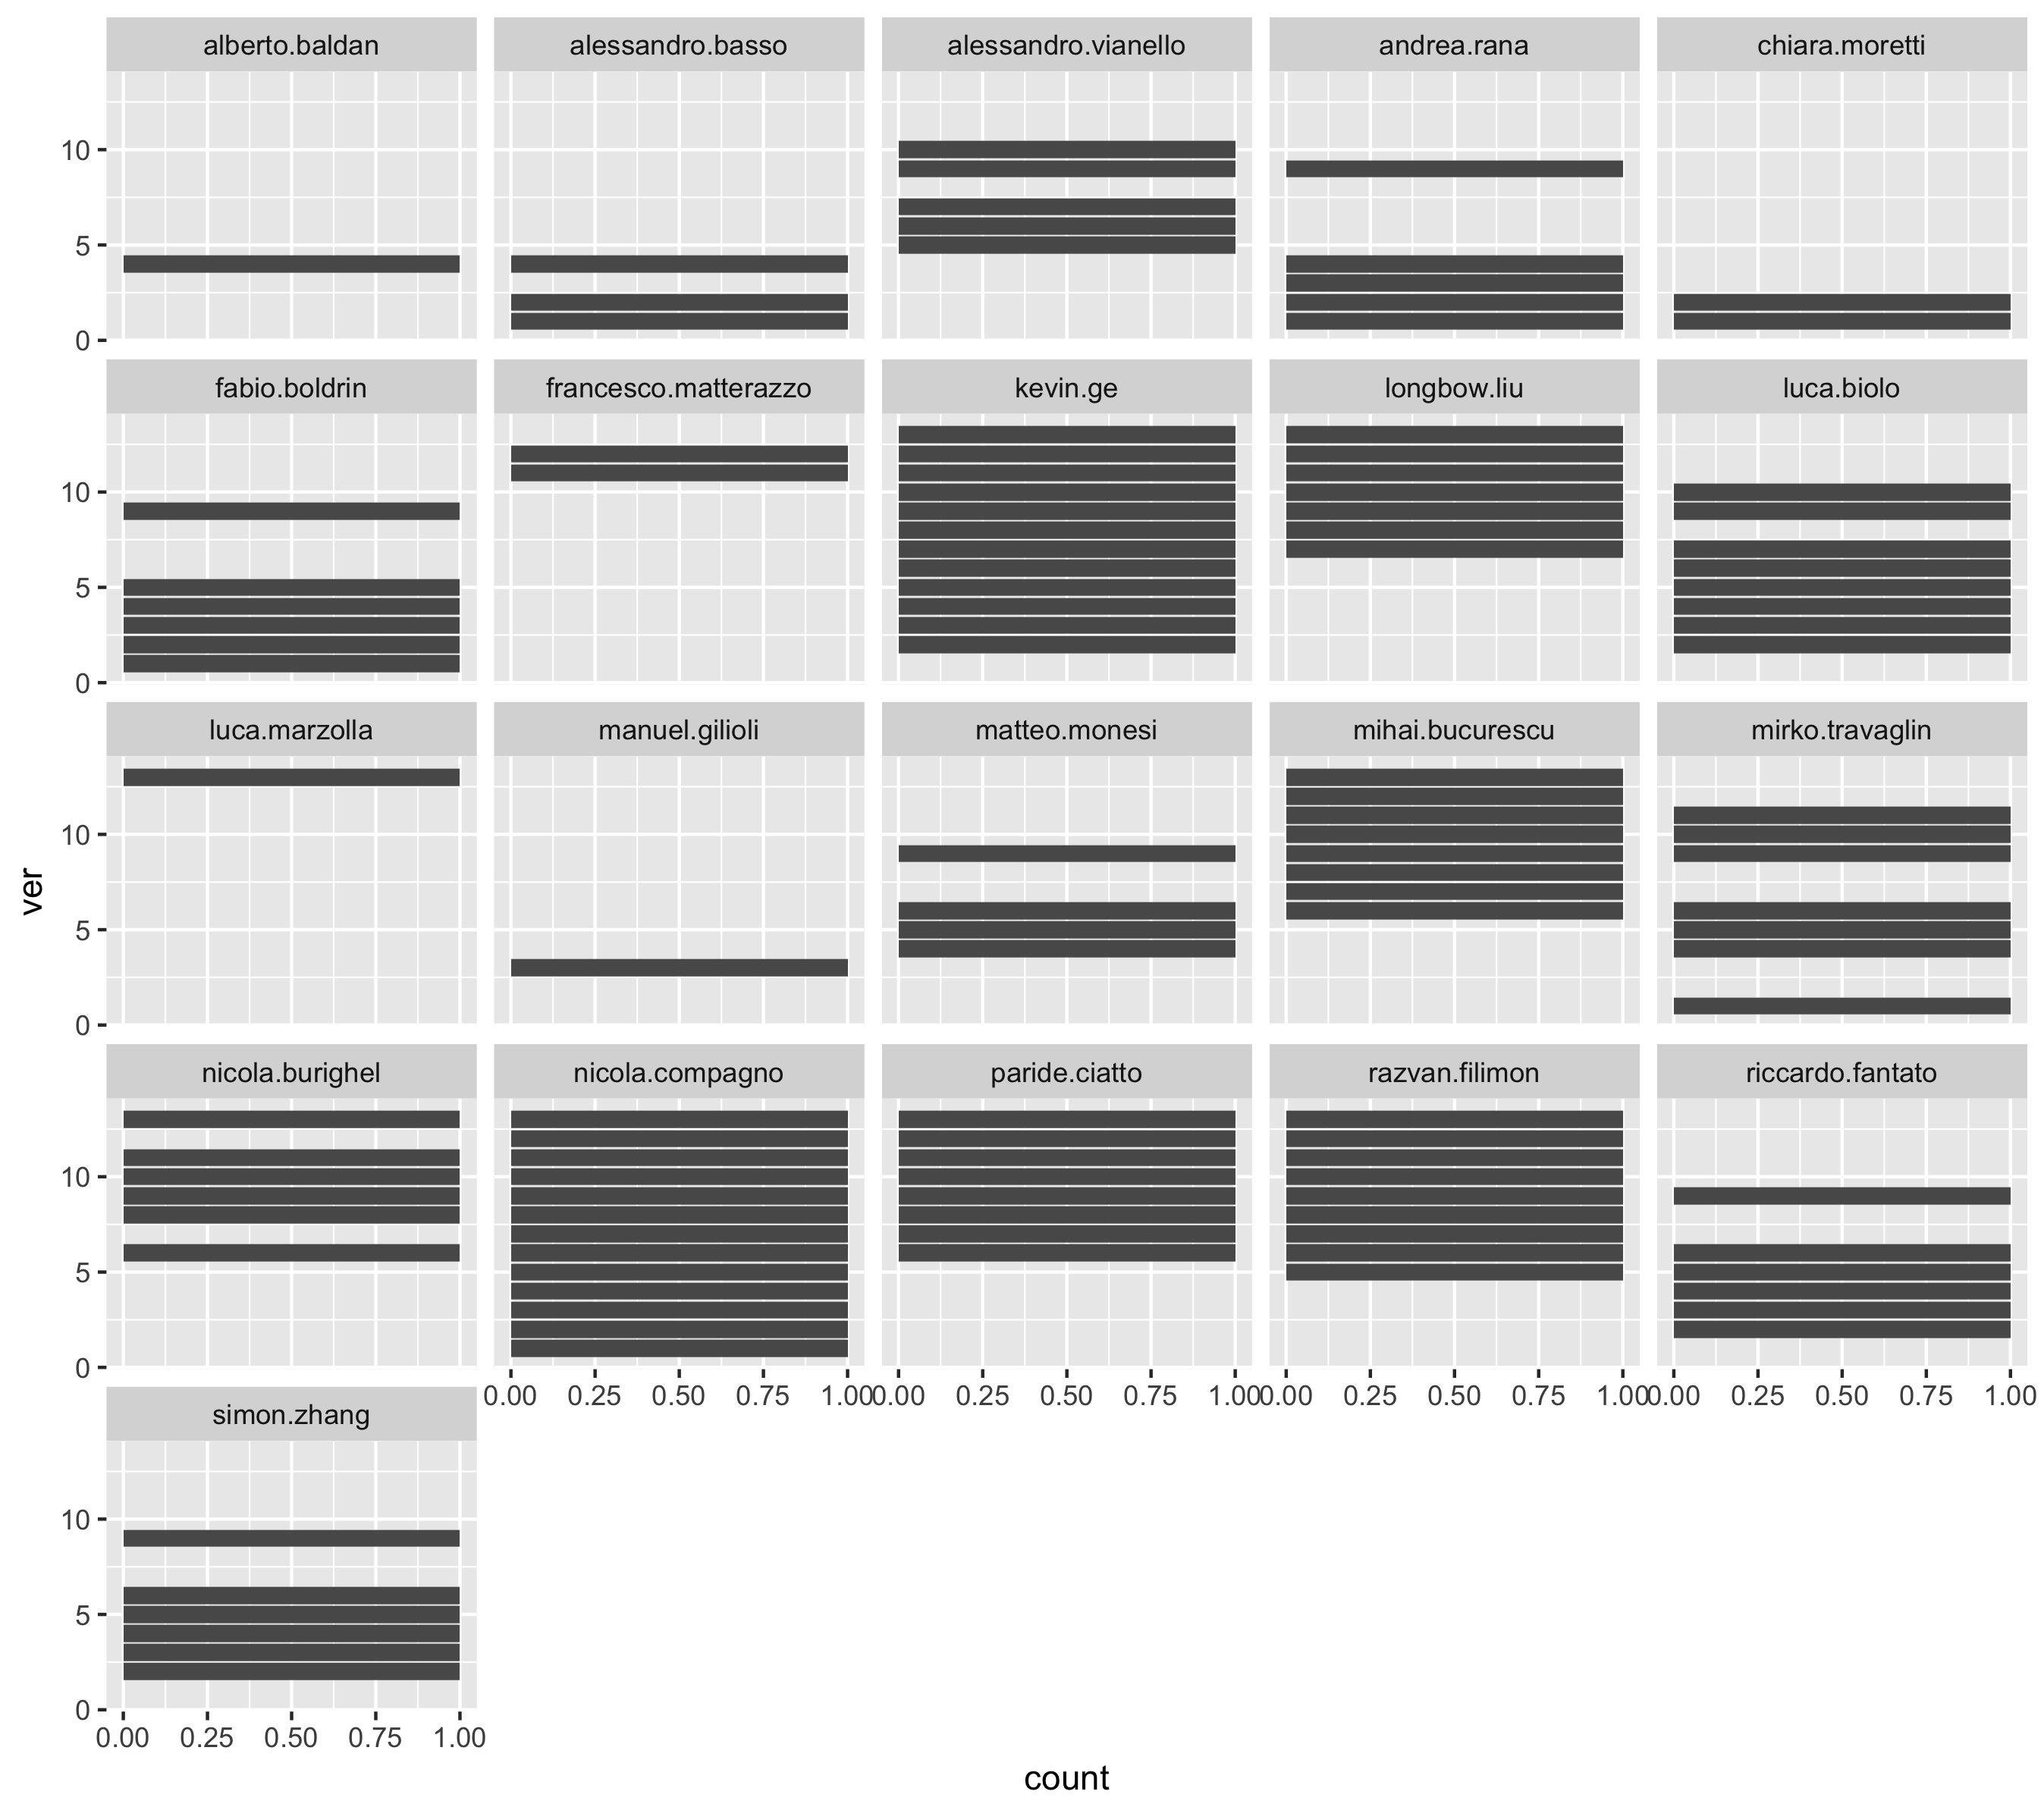 alberto.baldan alessandro.basso alessandro.vianello andrea.rana chiara.moretti
10
5
0
fabio.boldrin francesco.matterazzo kevin.ge longbow.liu luca.biolo
10
5
0
luca.marzolla manuel.gilioli matteo.monesi mihai.bucurescu mirko.travaglin
10
5
0
ver
nicola.burighel nicola.compagno paride.ciatto razvan.filimon riccardo.fantato
10
5
0
0.00 0.25 0.50 0.75 1.00 0.00 0.25 0.50 0.75 1.00 0.00 0.25 0.50 0.75 1.00 0.00 0.25 0.50 0.75 1.00
simon.zhang
10
5
0
0.00 0.25 0.50 0.75 1.00
count